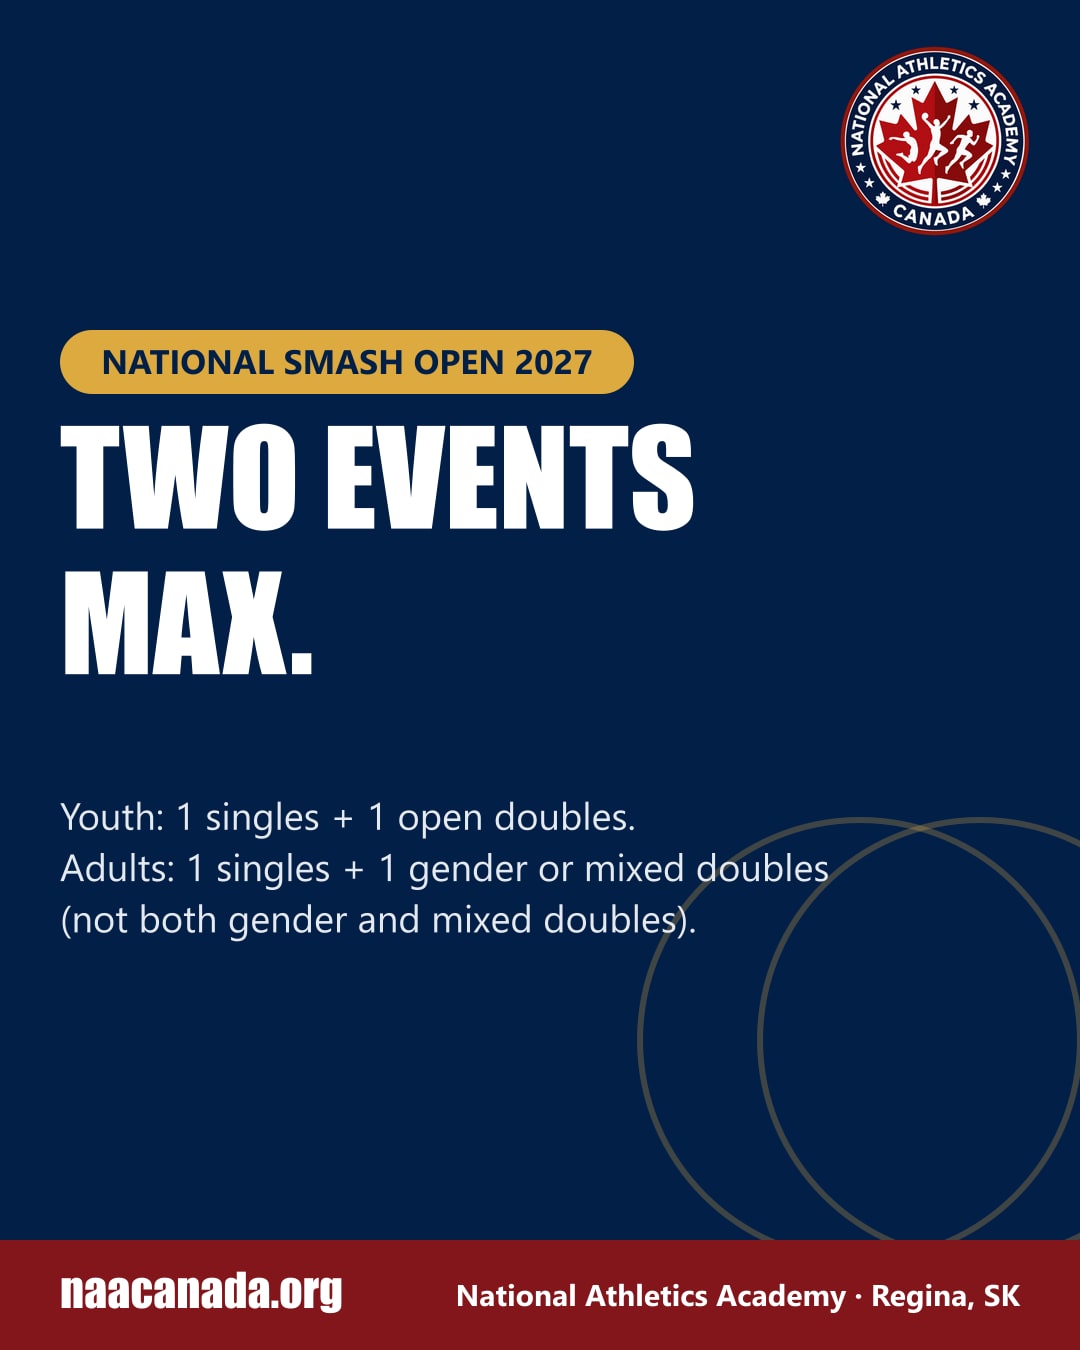 NATIONAL ATHLETICS ACADEMY
CANADA
NATIONAL SMASH OPEN 2027
TWO EVENTS
MAX.
Youth: 1 singles + 1 open doubles.
Adults: 1 singles + 1 gender or mixed doubles
(not both gender and mixed doubles).
naacanada.org
National Athletics Academy · Regina, SK